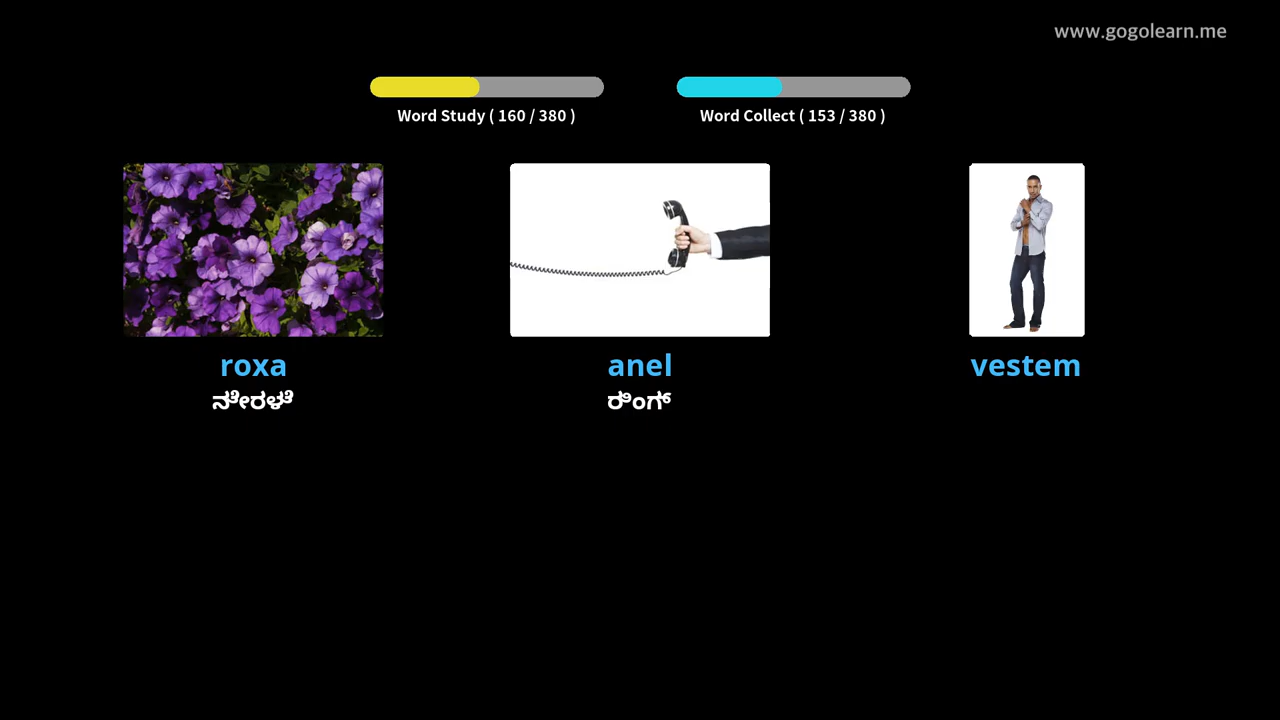 www.gogolearn.me
Word Study ( 160 / 380 )
Word Collect ( 153 / 380 )
roxa
anel
vestem
ನೇರಳೆ
ರಿಂಗ್